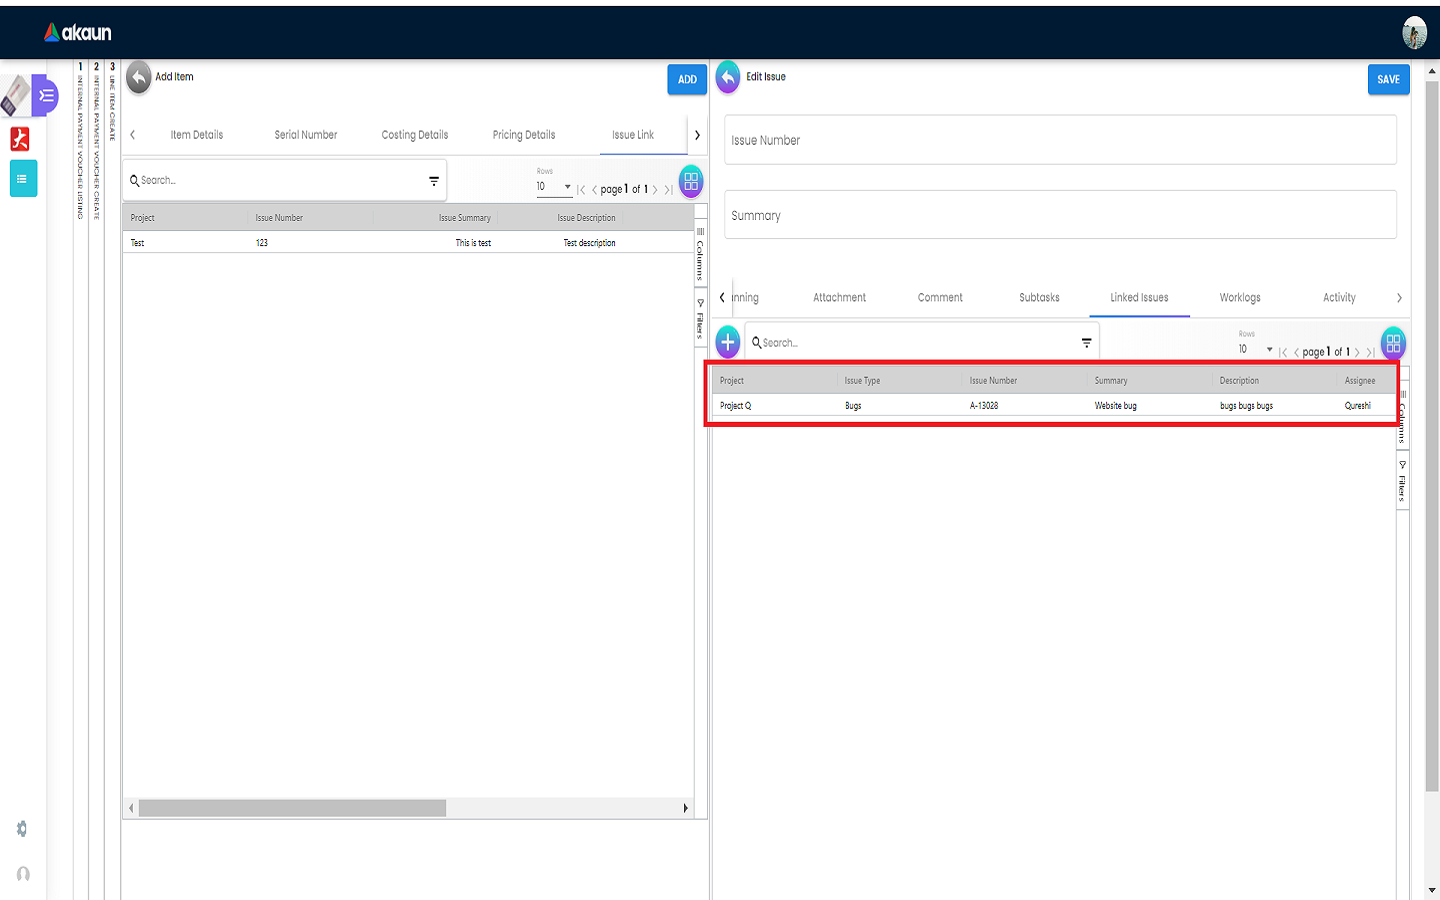 akaun
1 INTERNAL PAYMENT VOUCHER LISTING
2 INTERNAL PAYMENT VOUCHER CREATE
3 LINE ITEM CREATE
Add Item
ADD
Item Details Serial Number Costing Details Pricing Details Issue Link
Search...
Rows
10
page 1 of 1
Project Issue Number Issue Summary Issue Description
Test 123 This is test Test description
Columns
Filters
Edit Issue
SAVE
Issue Number
Summary
nning Attachment Comment Subtasks Linked Issues Worklogs Activity
Search...
Rows
10
page 1 of 1
Project Issue Type Issue Number Summary Description Assignee
Project Q Bugs A-13028 Website bug bugs bugs bugs Qureshi
Columns
Filters